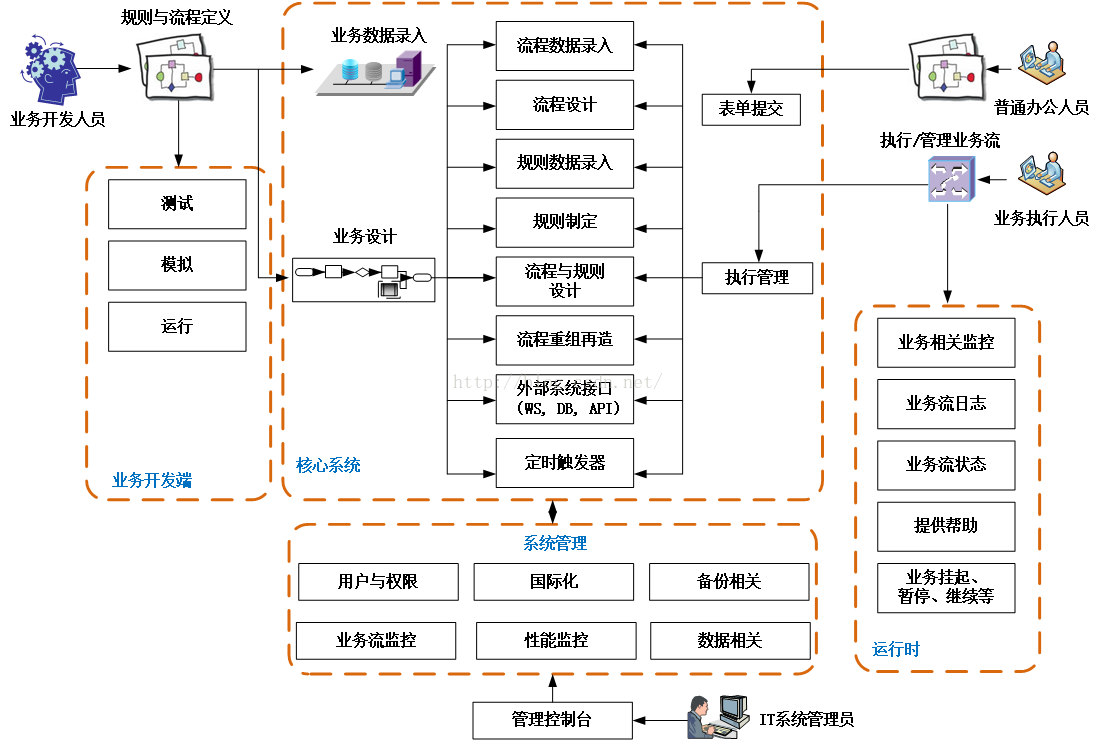 规则与流程定义
业务开发人员
测试
模拟
运行
业务开发端
业务数据录入
业务设计
流程数据录入
流程设计
规则数据录入
规则制定
流程与规则
设计
流程重组再造
外部系统接口
(WS, DB, API)
定时触发器
核心系统
表单提交
执行管理
普通办公人员
执行/管理业务流
业务执行人员
业务相关监控
业务流日志
业务流状态
提供帮助
业务挂起、
暂停、继续等
运行时
系统管理
用户与权限
国际化
备份相关
业务流监控
性能监控
数据相关
管理控制台
IT系统管理员